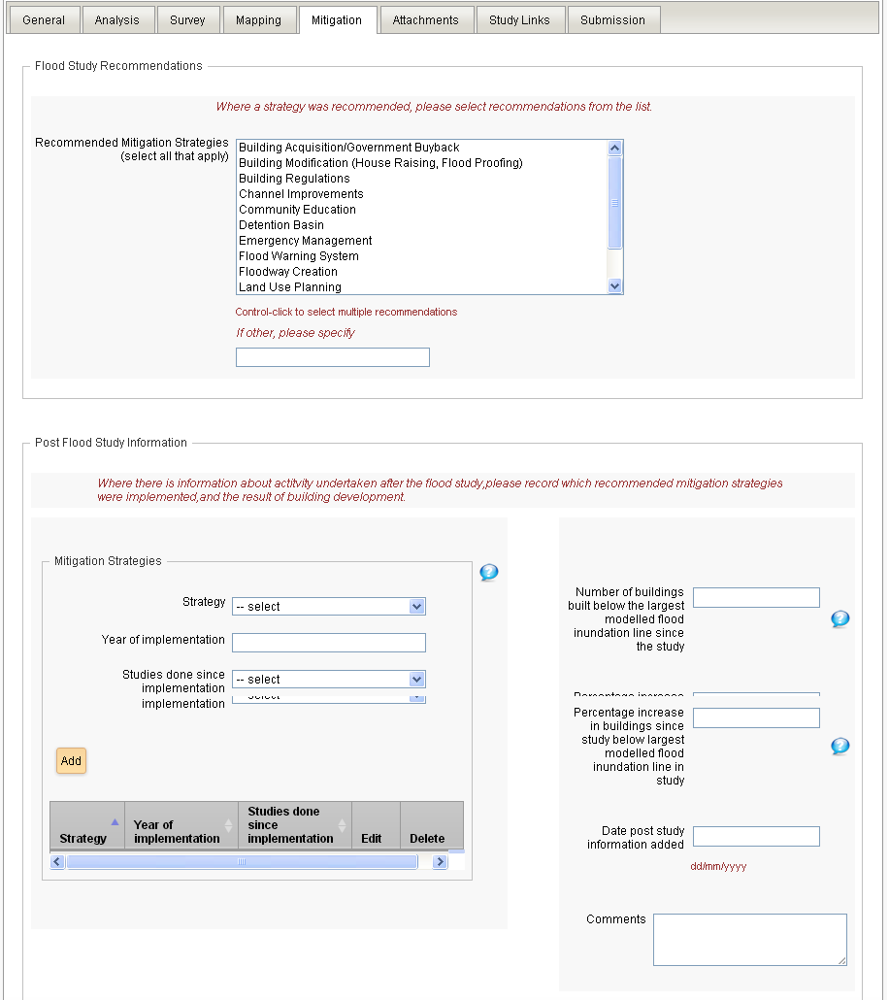 General Analysis Survey Mapping Mitigation Attachments Study Links Submission
Flood Study Recommendations
Where a strategy was recommended, please select recommendations from the list.
Recommended Mitigation Strategies
(select all that apply)
Building Acquisition/Government Buyback
Building Modification (House Raising, Flood Proofing)
Building Regulations
Channel Improvements
Community Education
Detention Basin
Emergency Management
Flood Warning System
Floodway Creation
Land Use Planning
Control-click to select multiple recommendations
If other, please specify
Post Flood Study Information
Where there is information about actitvity undertaken after the flood study,please record which recommended mitigation strategies
were implemented,and the result of building development.
Mitigation Strategies
Strategy
-- select
Year of implementation
Studies done since
implementation
-- select
implementation
-- select
Add
Strategy
Year of
implementation
Studies done
since
implementation
Edit
Delete
Number of buildings
built below the largest
modelled flood
inundation line since
the study
Percentage increase
Percentage increase
in buildings since
study below largest
modelled flood
inundation line in
study
Date post study
information added
dd/mm/yyyy
Comments